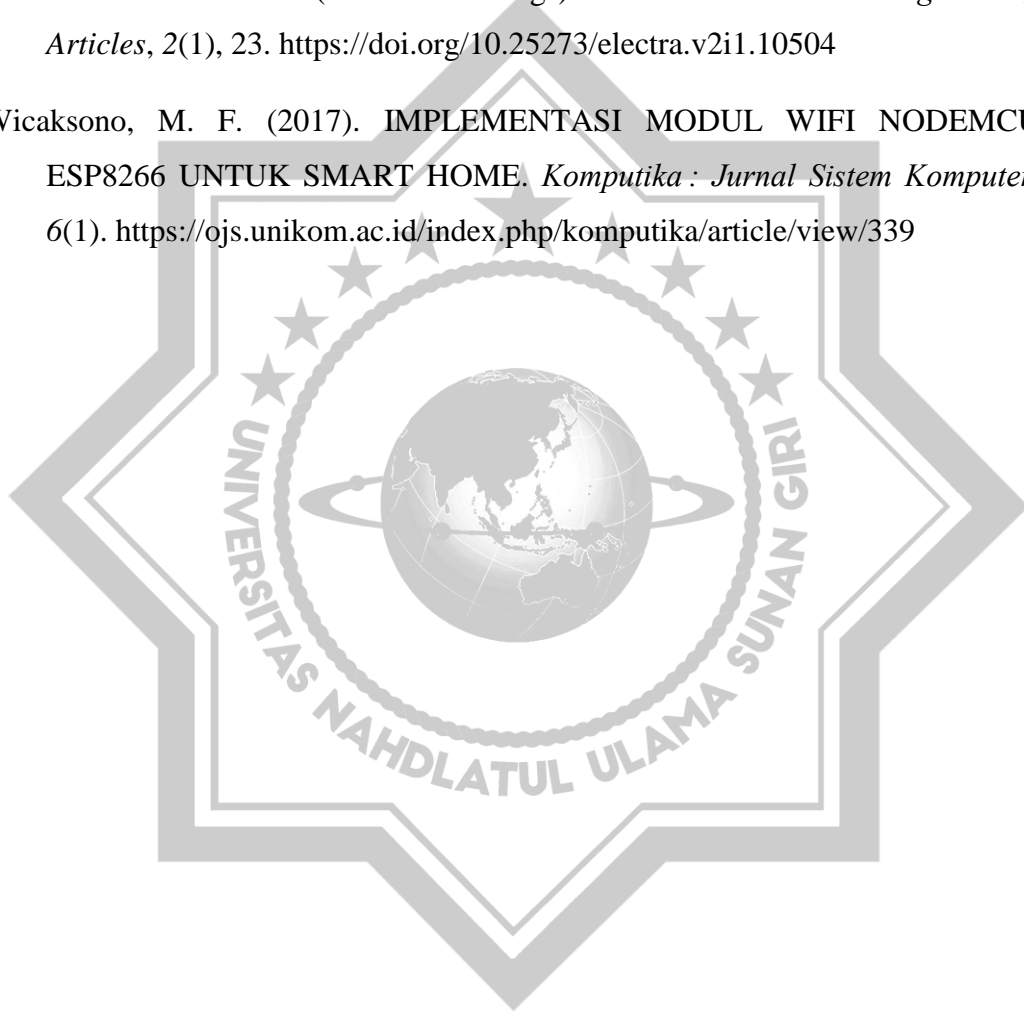 Articles, 2(1), 23. https://doi.org/10.25273/electra.v2i1.10504
Wicaksono, M. F. (2017). IMPLEMENTASI MODUL WIFI NODEMCU
ESP8266 UNTUK SMART HOME. Komputika : Jurnal Sistem Komputer
6(1). https://ojs.unikom.ac.id/index.php/komputika/article/view/339
UNIVERSITAS NAHDLATUL ULAMA SUNAN GIRI